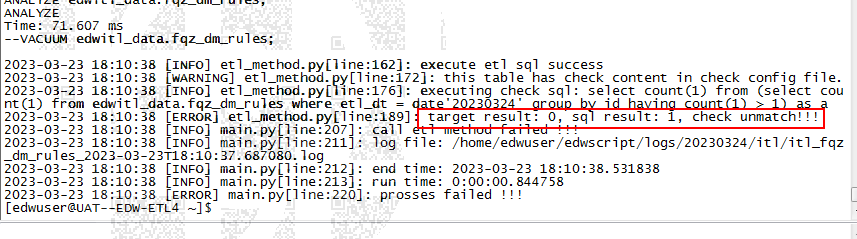 ANALYZE edwitl_data.fqz_dm_rules;
ANALYZE
Time: 71.607 ms
--VACUUM edwitl_data.fqz_dm_rules;
2023-03-23 18:10:38 [INFO] etl_method.py[line:162]: execute etl sql success
2023-03-23 18:10:38 [WARNING] etl_method.py[line:172]: this table has check content in check config file.
2023-03-23 18:10:38 [INFO] etl_method.py[line:176]: executing check sql: select count(1) from (select cou
nt(1) from edwitl_data.fqz_dm_rules where etl_dt = date'20230324' group by id having count(1) > 1) as a
2023-03-23 18:10:38 [ERROR] etl_method.py[line:189]: target result: 0, sql result: 1, check unmatch!!!
2023-03-23 18:10:38 [INFO] main.py[line:207]: call etl method failed !!!
2023-03-23 18:10:38 [INFO] main.py[line:211]: log file: /home/edwuser/edwscript/logs/20230324/itl/itl_fqz
_dm_rules_2023-03-23T18:10:37.687080.log
2023-03-23 18:10:38 [INFO] main.py[line:212]: end time: 2023-03-23 18:10:38.531838
2023-03-23 18:10:38 [INFO] main.py[line:213]: run time: 0:00:00.844758
2023-03-23 18:10:38 [ERROR] main.py[line:220]: prosses failed !!!
[edwuser@UAT--EDW-ETL4 ~]$